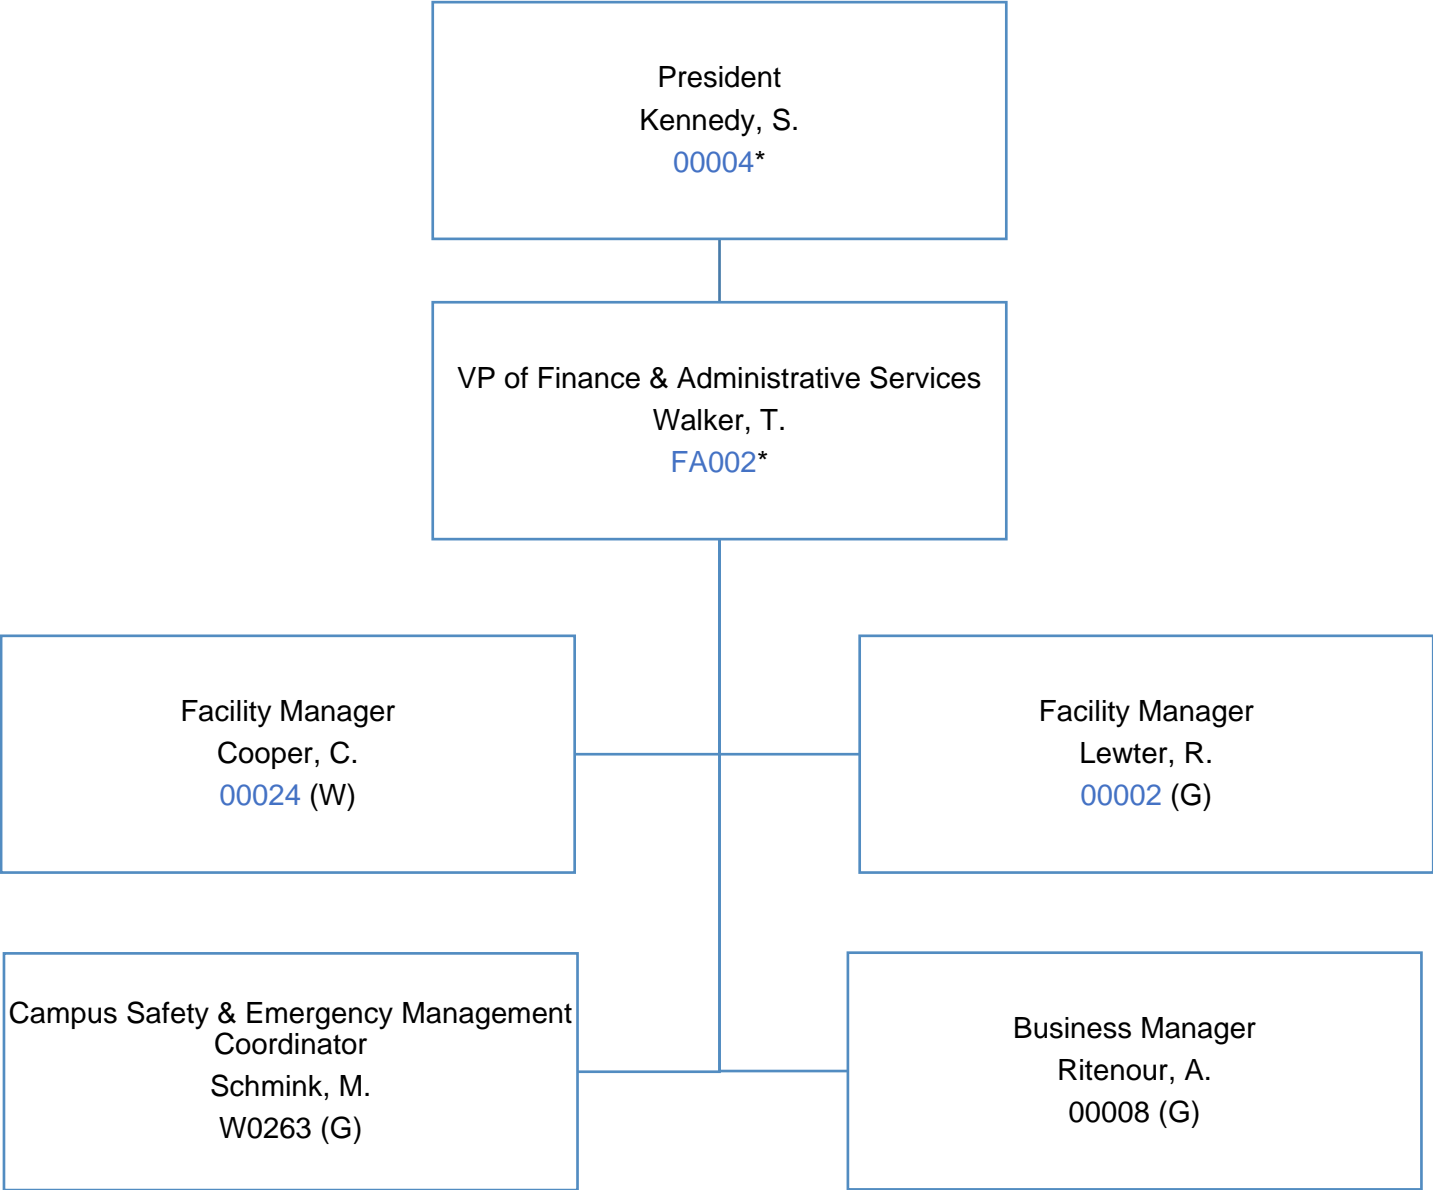 President
Kennedy, S.
00004*
VP of Finance & Administrative Services
Walker, T.
FA002*
Facility Manager
Cooper, C.
00024 (W)
Facility Manager
Lewter, R.
00002 (G)
Campus Safety & Emergency Management
Coordinator
Schmink, M.
W0263 (G)
Business Manager
Ritenour, A.
00008 (G)